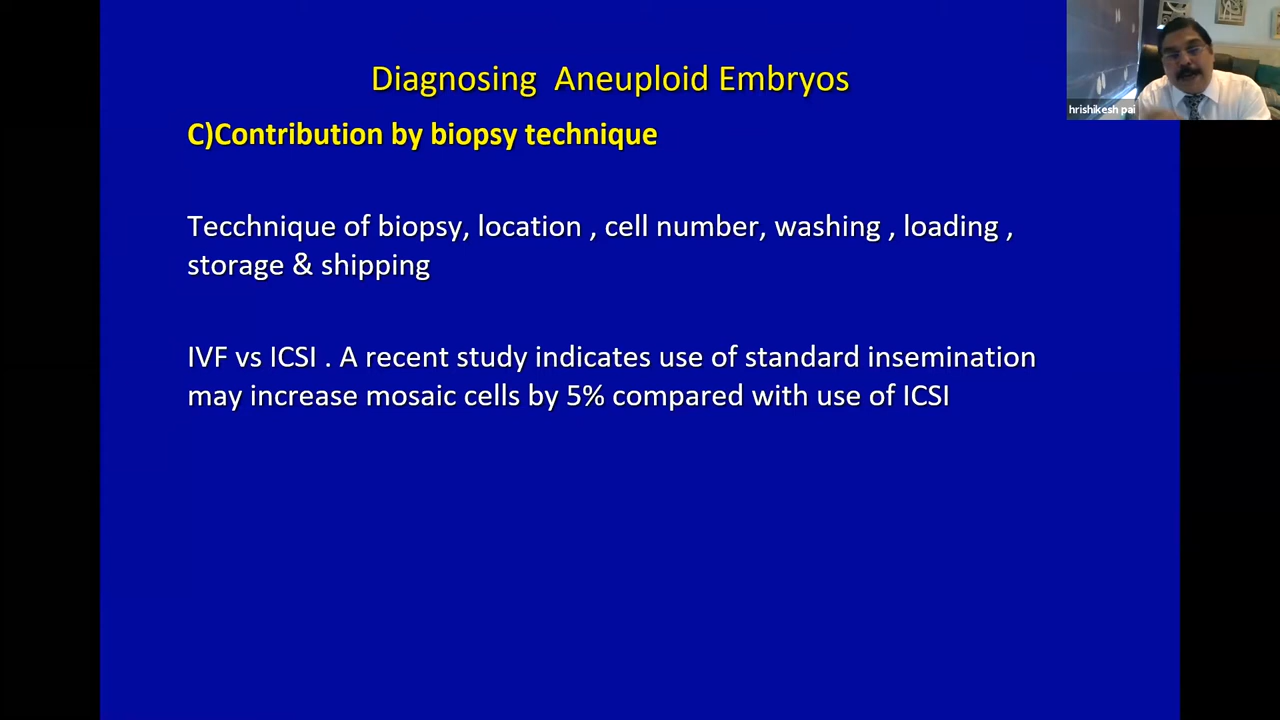 Diagnosing Aneuploid Embryos
hrishikesh pai
C)Contribution by biopsy technique
Tecchnique of biopsy, location , cell number, washing , loading ,
storage & shipping
IVF vs ICSI . A recent study indicates use of standard insemination
may increase mosaic cells by 5% compared with use of ICSI